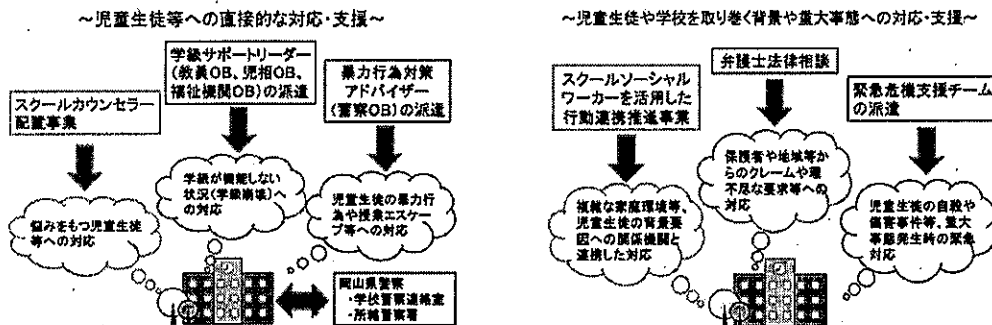 ～児童生徒等への直接的な対応・支援～
スクールカウンセラー
配置事業
学級サポートリーダー
(教員OB、児相OB、
福祉機関OB)の派遣
暴力行為対策
アドバイザー
(警察OB)の派遣
悩みをもつ児童生徒
等への対応
学級が機能しない
状況(学級崩壊)へ
の対応
児童生徒の暴力行
為や授業エスケー
プ等への対応
岡山県警察
・学校警察連絡室
・所轄警察署
～児童生徒や学校を取り巻く背景や重大事態への対応・支援～
スクールソーシャル
ワーカーを活用した
行動連携推進事業
弁護士法律相談
緊急危機支援チーム
の派遣
複雑な家庭環境等、
児童生徒の背景要
因への関係機関と
連携した対応
保護者や地域等か
らのクレームや理
不尽な要求等への
対応
児童生徒の自殺や
傷害事件等、重大
事態発生時の緊急
対応